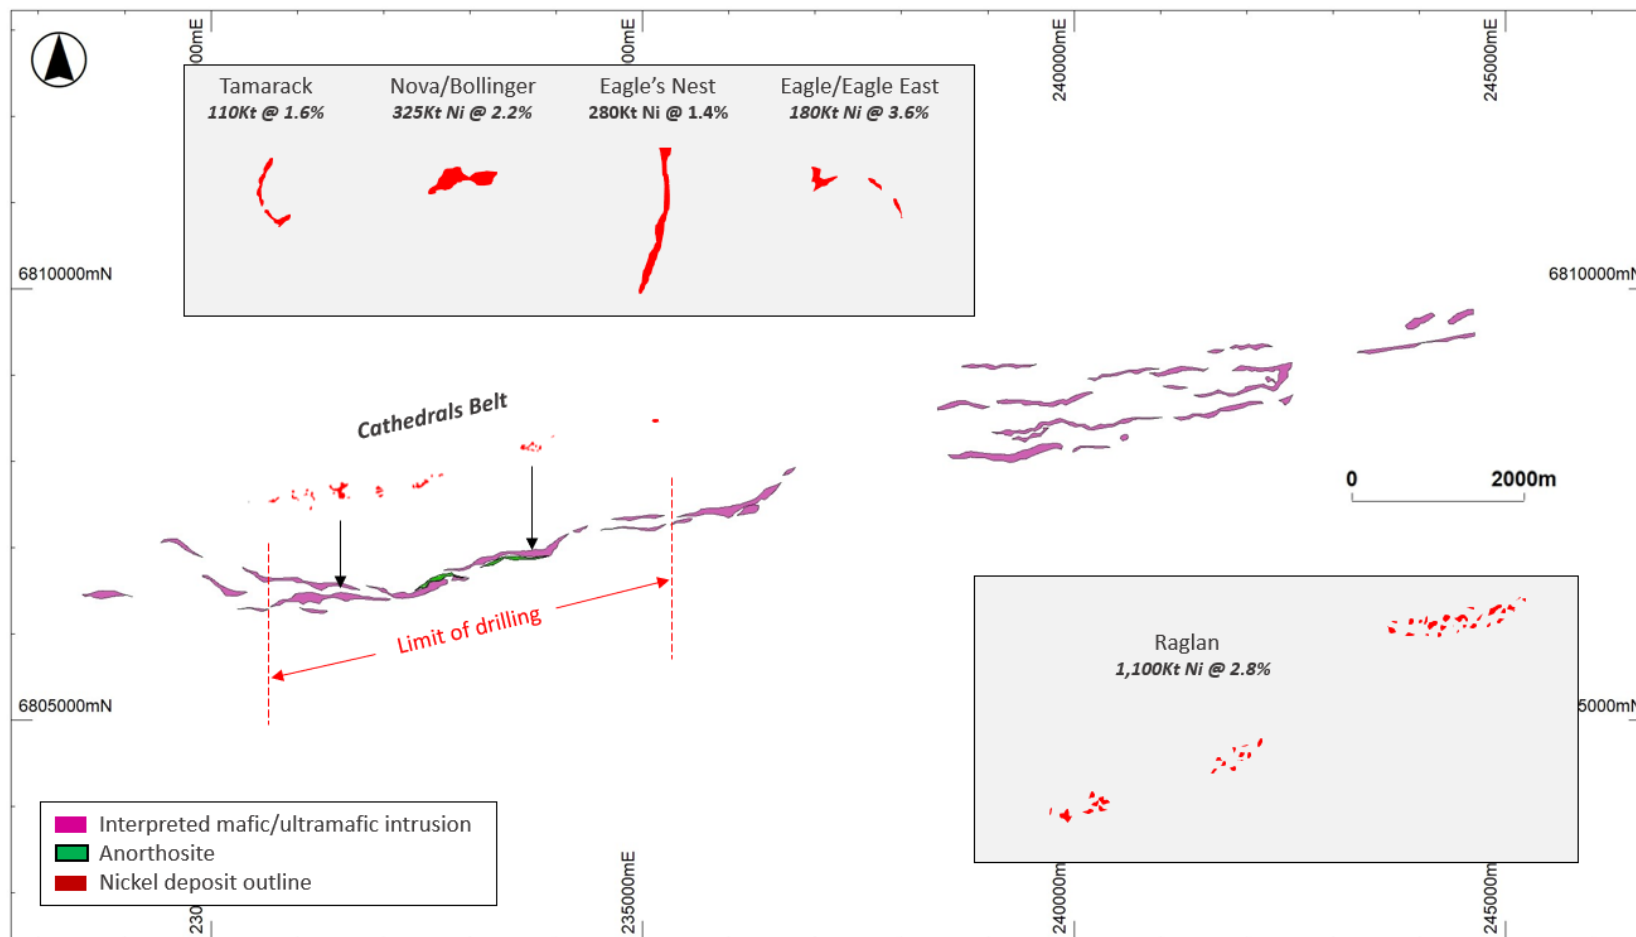 00mE
00mE
240000mE
245000mE
Tamarack
110Kt @ 1.6%
Nova/Bollinger
325Kt Ni @ 2.2%
Eagle’s Nest
280Kt Ni @ 1.4%
Eagle/Eagle East
180Kt Ni @ 3.6%
6810000mN
6810000mN
Cathedrals Belt
0 2000m
Limit of drilling
Raglan
1,100Kt Ni @ 2.8%
6805000mN
5000mN
Interpreted mafic/ultramafic intrusion
Anorthosite
Nickel deposit outline
230
235000mE
240000mE
245000mE